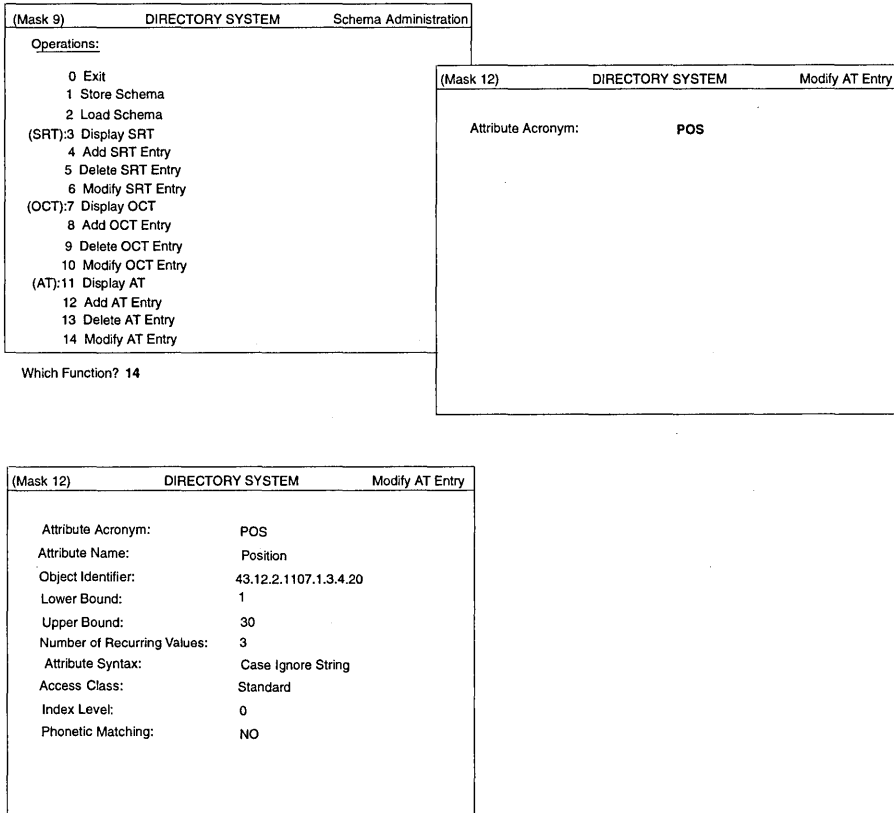 (Mask 9) DIRECTORY SYSTEM Schema Administration
Operations:
0 Exit
1 Store Schema
2 Load Schema
(SRT):3 Display SRT
4 Add SRT Entry
5 Delete SRT Entry
6 Modify SRT Entry
(OCT):7 Display OCT
8 Add OCT Entry
9 Delete OCT Entry
10 Modify OCT Entry
(AT):11 Display AT
12 Add AT Entry
13 Delete AT Entry
14 Modify AT Entry
Which Function? 14
(Mask 12) DIRECTORY SYSTEM Modify AT Entry
Attribute Acronym: POS
(Mask 12) DIRECTORY SYSTEM Modify AT Entry
Attribute Acronym: POS
Attribute Name: Position
Object Identifier: 43.12.2.1107.1.3.4.20
Lower Bound: 1
Upper Bound: 30
Number of Recurring Values: 3
Attribute Syntax: Case Ignore String
Access Class: Standard
Index Level: 0
Phonetic Matching: NO